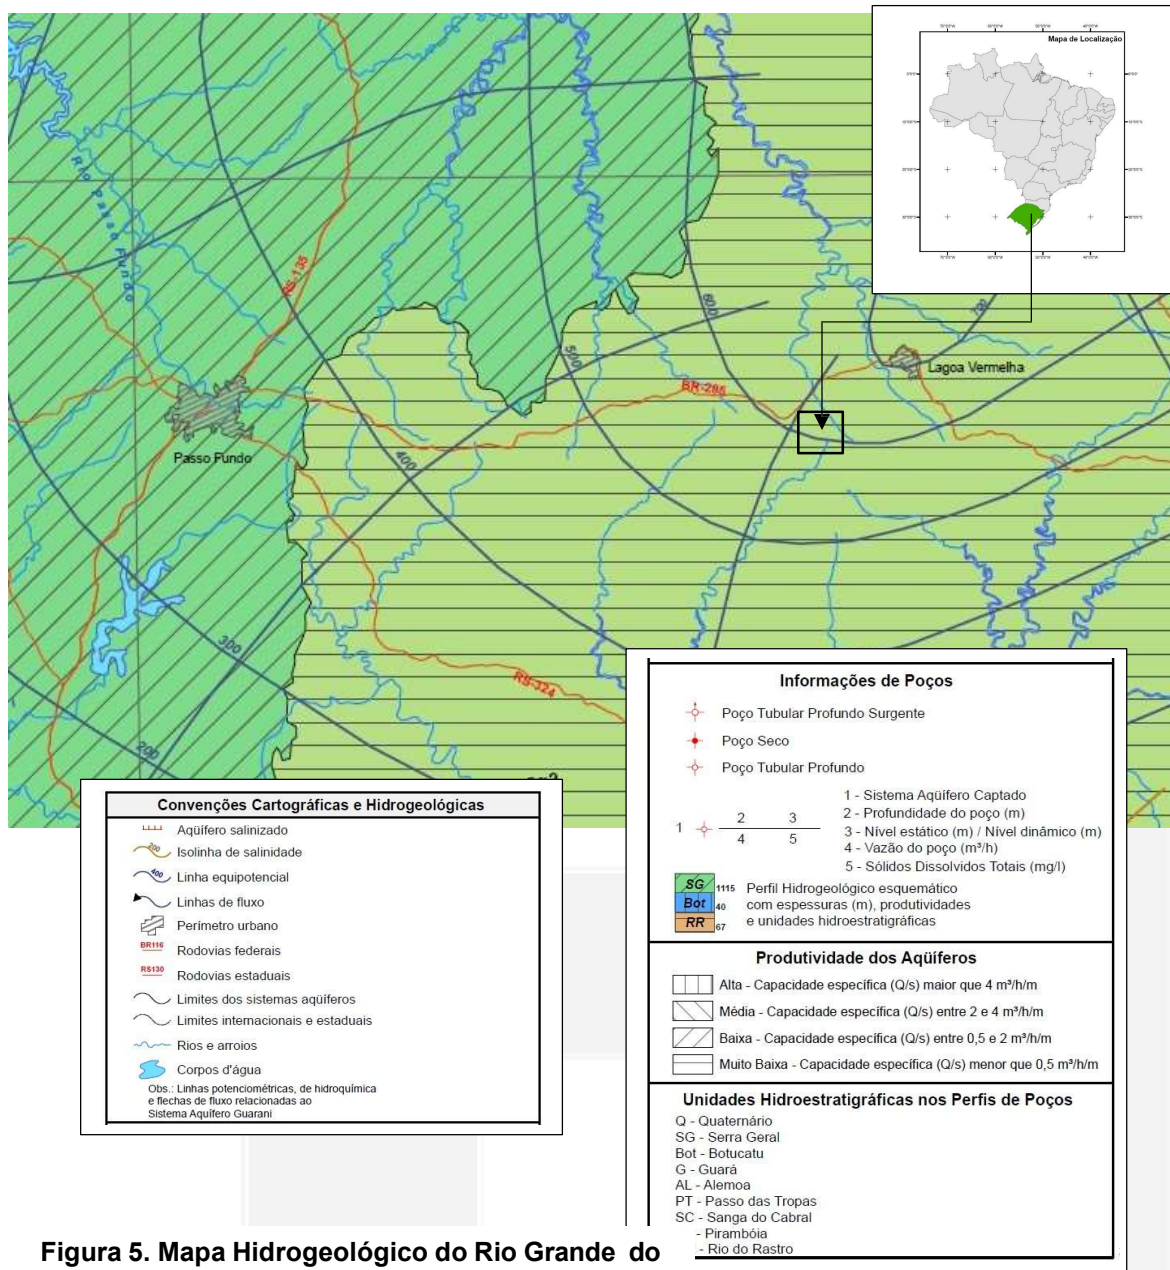 Mapa de Localização
Rio Passo Fundo
RS-135
600
700
500
Lagoa Vermelha
BR-285
Passo Fundo
400
300
RS-324
200
Informações de Poços
Poço Tubular Profundo Surgente
Poço Seco
Poço Tubular Profundo
1 2 3
4 5
1 - Sistema Aqüífero Captado
2 - Profundidade do poço (m)
3 - Nível estático (m) / Nível dinâmico (m)
4 - Vazão do poço (m³/h)
5 - Sólidos Dissolvidos Totais (mg/l)
SG 1115
Bot 40
RR 67
Perfil Hidrogeológico esquemático
com espessuras (m), produtividades
e unidades hidroestratigráficas
Produtividade dos Aqüíferos
Alta - Capacidade específica (Q/s) maior que 4 m³/h/m
Média - Capacidade específica (Q/s) entre 2 e 4 m³/h/m
Baixa - Capacidade específica (Q/s) entre 0,5 e 2 m³/h/m
Muito Baixa - Capacidade específica (Q/s) menor que 0,5 m³/h/m
Unidades Hidroestratigráficas nos Perfis de Poços
Q - Quaternário
SG - Serra Geral
Bot - Botucatu
G - Guará
AL - Alemoa
PT - Passo das Tropas
SC - Sanga do Cabral
- Pirambóia
- Rio do Rastro
Convenções Cartográficas e Hidrogeológicas
Aqüífero salinizado
200 Isolinha de salinidade
400 Linha equipotencial
Linhas de fluxo
Perímetro urbano
BR116 Rodovias federais
RS130 Rodovias estaduais
Limites dos sistemas aqüíferos
Limites internacionais e estaduais
Rios e arroios
Corpos d'água
Obs.: Linhas potenciométricas, de hidroquímica
e flechas de fluxo relacionadas ao
Sistema Aquífero Guarani
Figura 5. Mapa Hidrogeológico do Rio Grande do